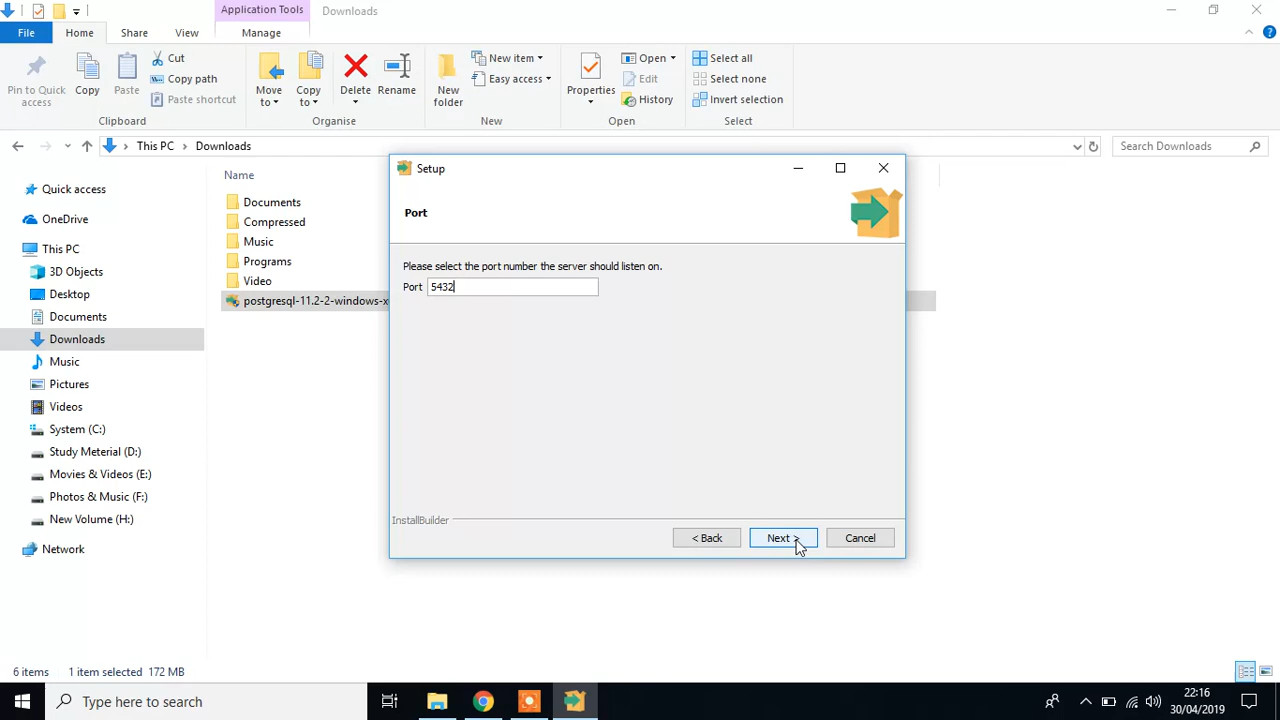 Application Tools
Downloads
File
Home
Share
View
Manage
Pin to Quick access
Copy
Paste
Cut
Copy path
Paste shortcut
Move to
Copy to
Delete
Rename
New folder
New item
Easy access
Properties
Open
Edit
History
Select all
Select none
Invert selection
Clipboard
Organise
New
Open
Select
This PC
Downloads
Search Downloads
Quick access
OneDrive
This PC
3D Objects
Desktop
Documents
Downloads
Music
Pictures
Videos
System (C:)
Study Meterial (D:)
Movies & Videos (E:)
Photos & Music (F:)
New Volume (H:)
Network
Name
Documents
Compressed
Music
Programs
Video
postgresql-11.2-2-windows-x
Setup
Port
Please select the port number the server should listen on.
Port 5432
InstallBuilder
< Back
Next >
Cancel
6 items
1 item selected 172 MB
Type here to search
22:16
30/04/2019